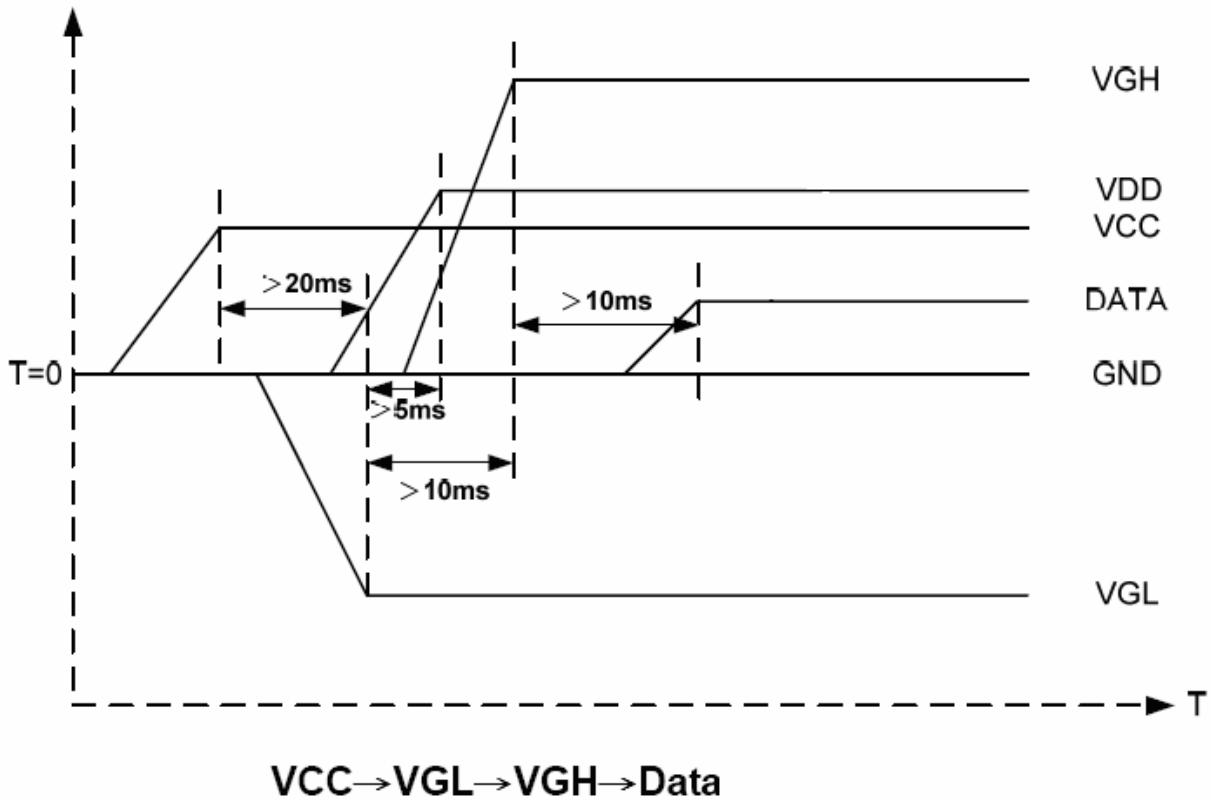 VGH
VDD
VCC
>20ms
>10ms
DATA
T=0
GND
>5ms
>10ms
VGL
T
VCC→VGL→VGH→Data